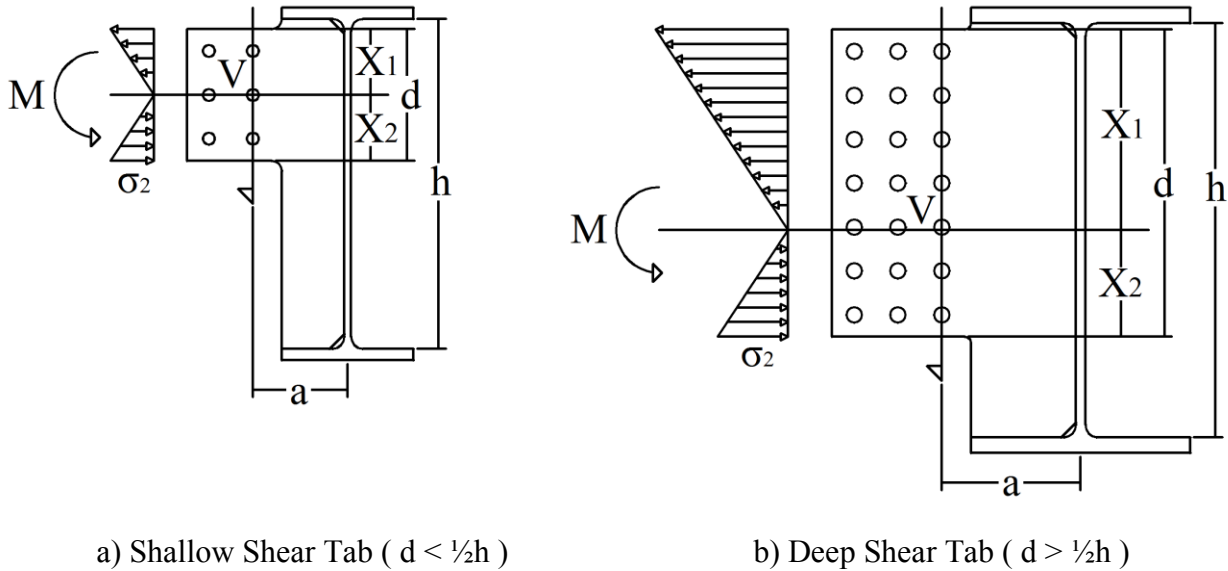 M
V
X1
X2
d
h
σ2
a
M
V
X1
X2
d
h
σ2
a
a) Shallow Shear Tab ( d < ½h )
b) Deep Shear Tab ( d > ½h )